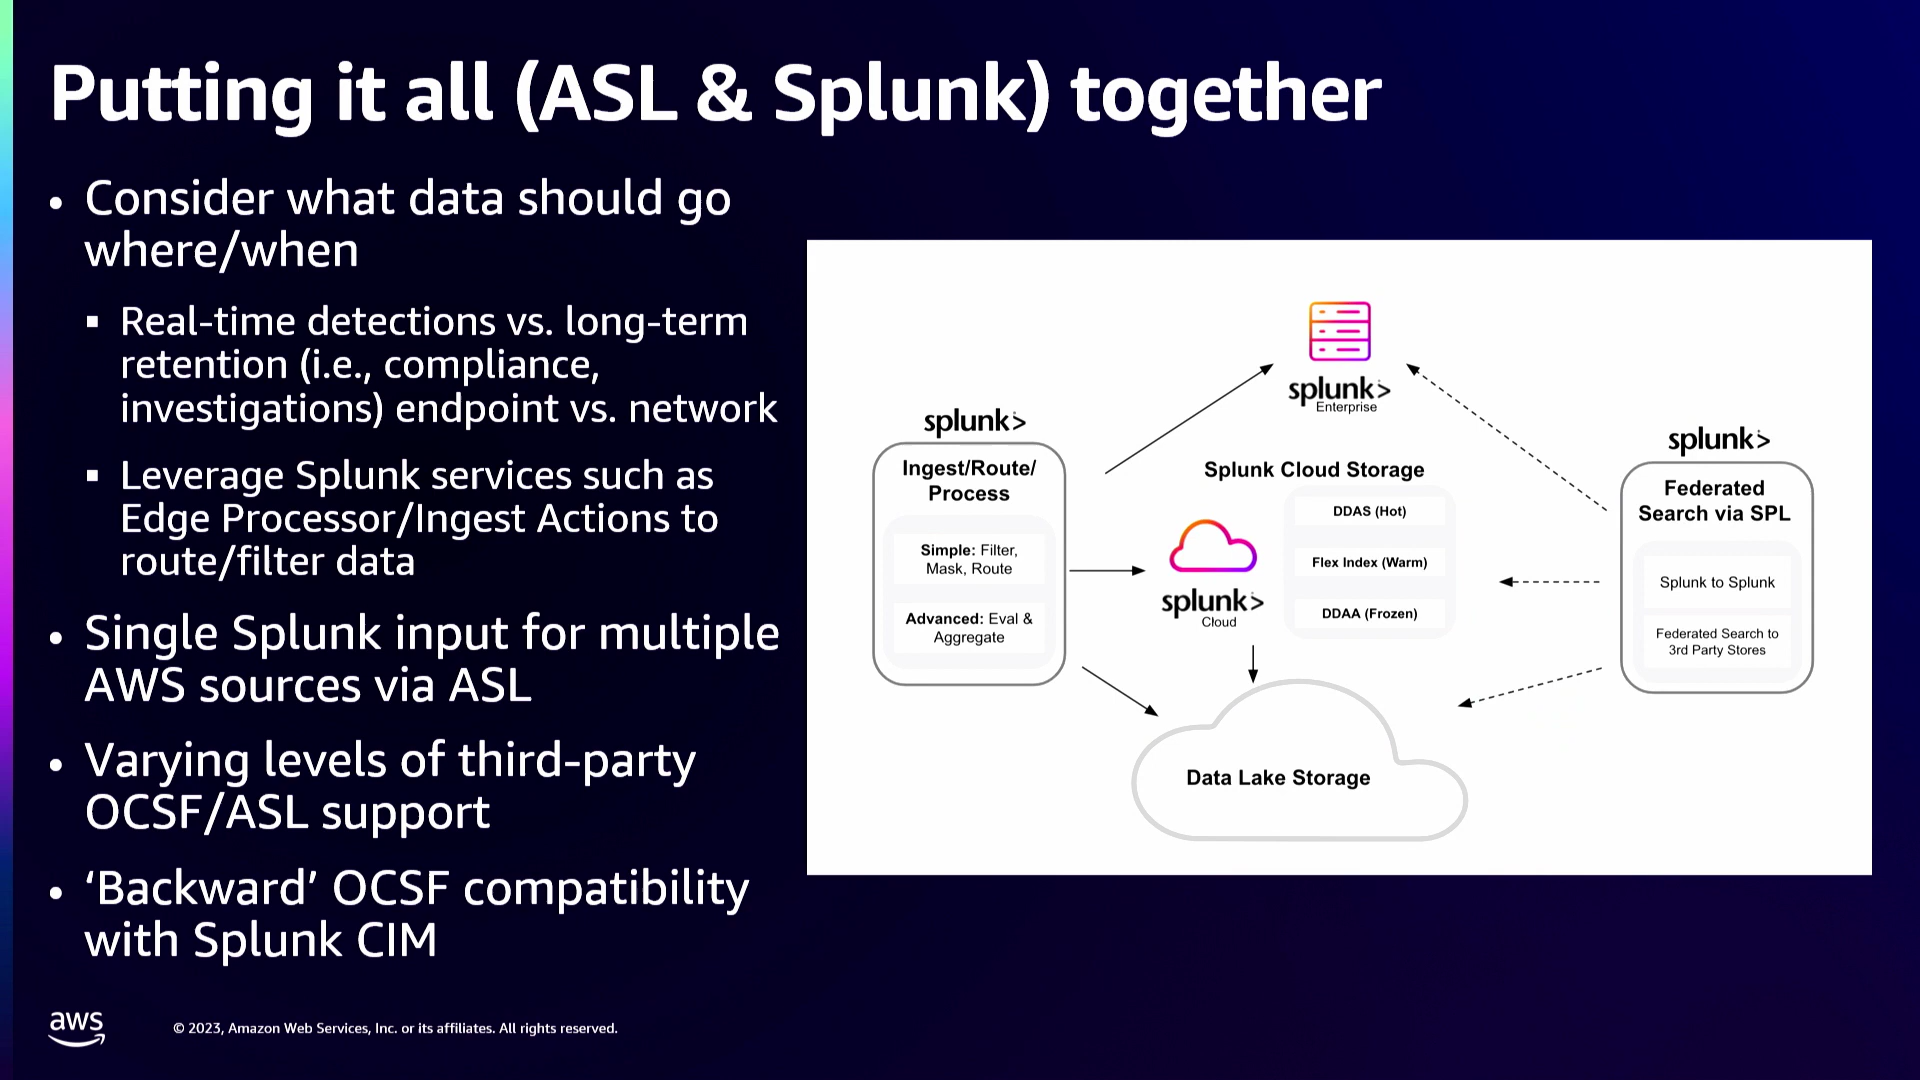 Putting it all (ASL & Splunk) together
• Consider what data should go
where/when
▪ Real-time detections vs. long-term
retention (i.e., compliance,
investigations) endpoint vs. network
▪ Leverage Splunk services such as
Edge Processor/Ingest Actions to
route/filter data
• Single Splunk input for multiple
AWS sources via ASL
• Varying levels of third-party
OCSF/ASL support
• ‘Backward’ OCSF compatibility
with Splunk CIM
splunk>
Ingest/Route/
Process
Simple: Filter,
Mask, Route
Advanced: Eval &
Aggregate
splunk>
Enterprise
Splunk Cloud Storage
splunk>
Cloud
DDAS (Hot)
Flex Index (Warm)
DDAA (Frozen)
Data Lake Storage
splunk>
Federated
Search via SPL
Splunk to Splunk
Federated Search to
3rd Party Stores
aws
© 2023, Amazon Web Services, Inc. or its affiliates. All rights reserved.